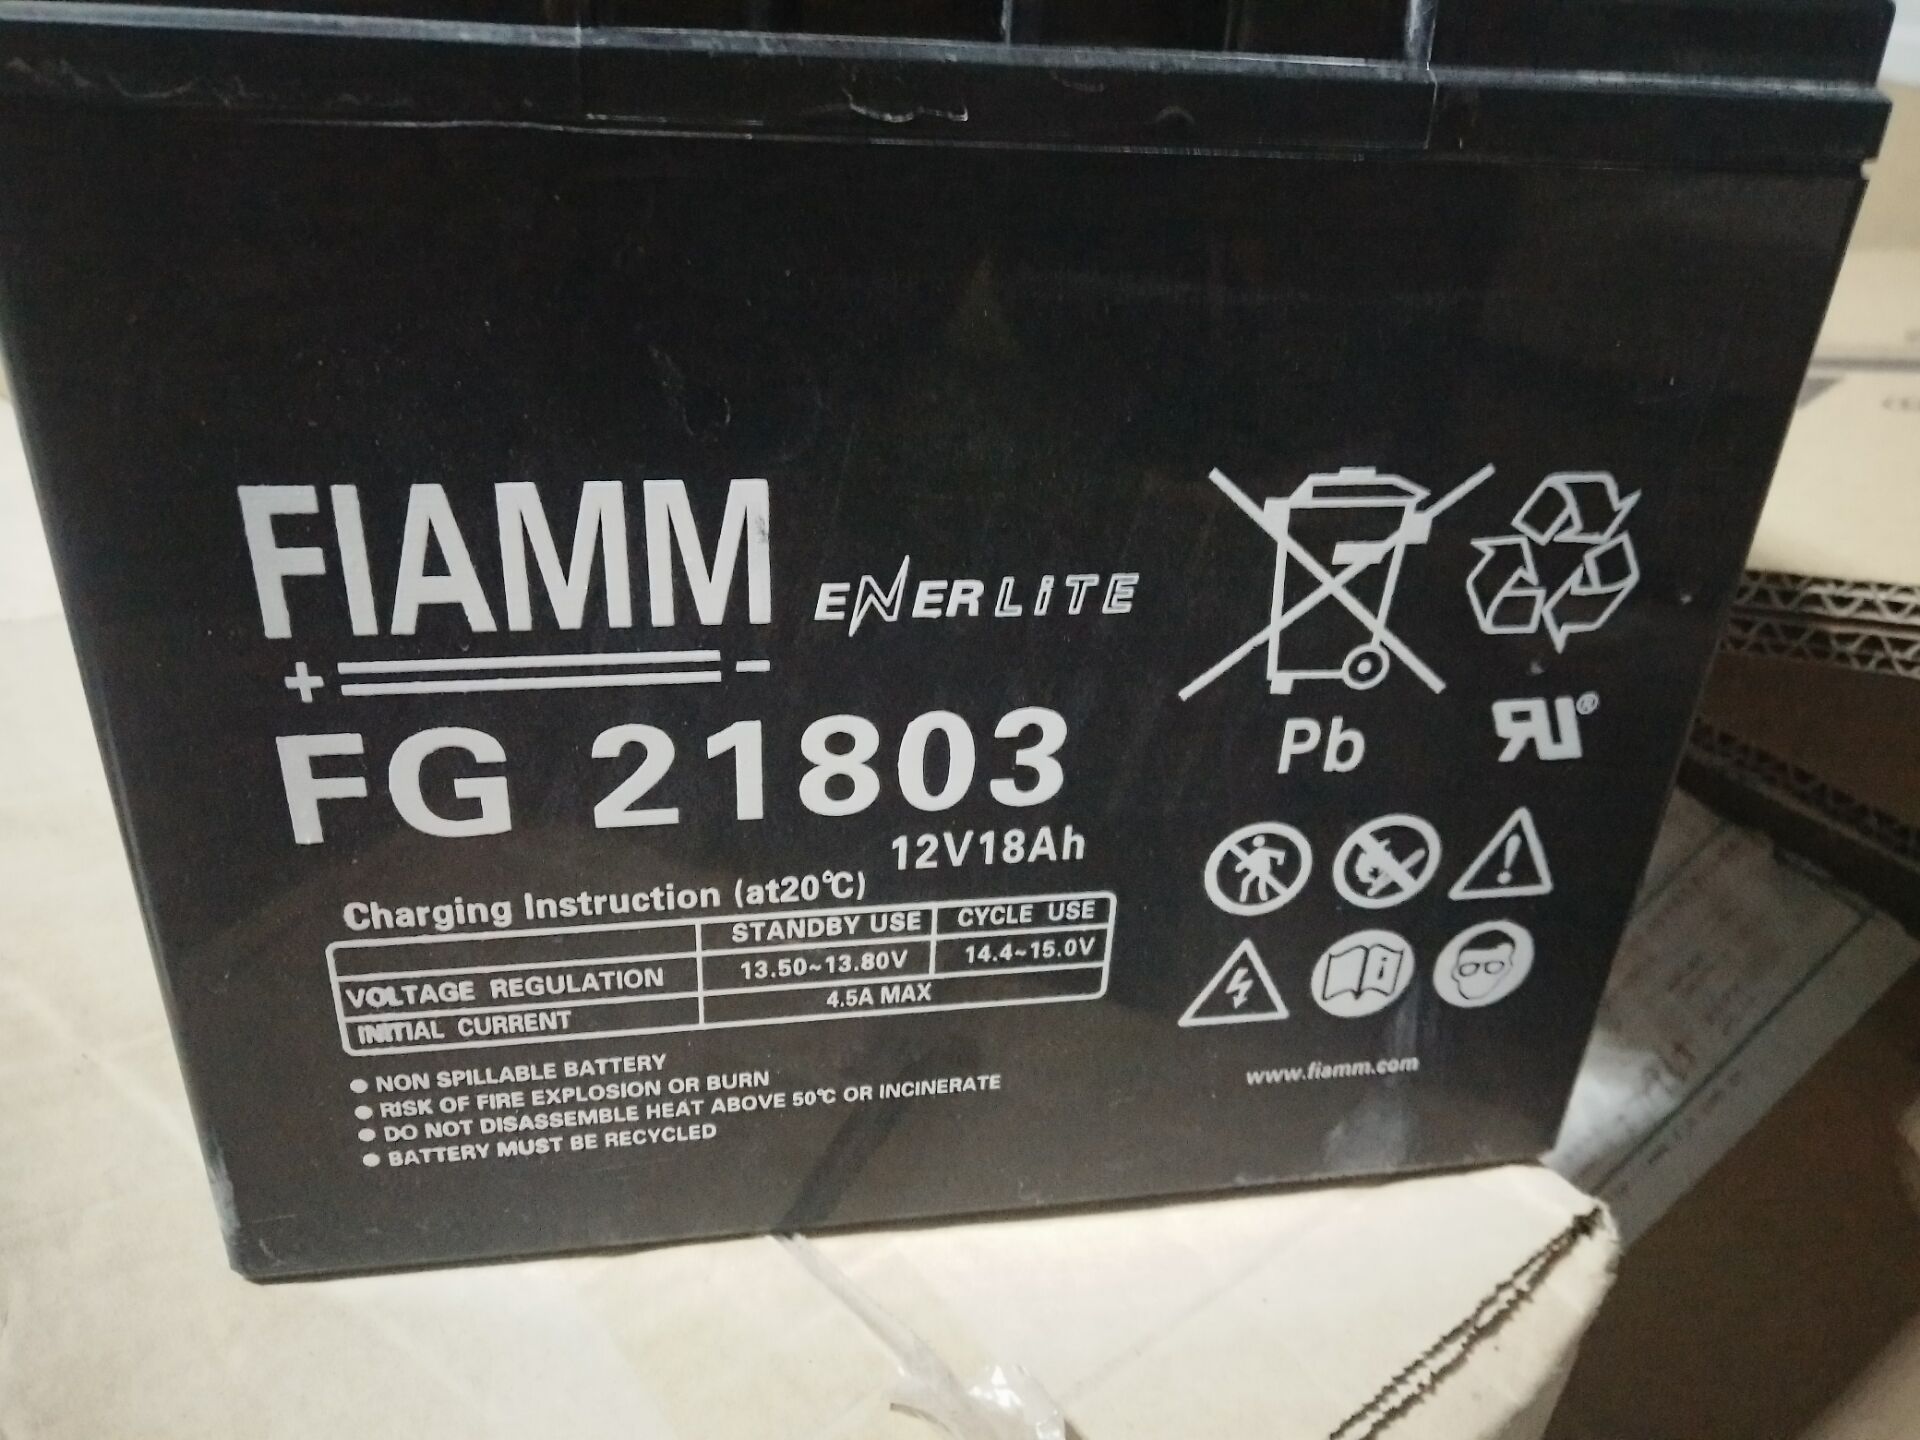 FIAMM ENERLITE
+ -
FG 21803
12V18Ah
Charging Instruction (at20℃)
STANDBY USE CYCLE USE
VOLTAGE REGULATION 13.50~13.80V 14.4~15.0V
INITIAL CURRENT 4.5A MAX
● NON SPILLABLE BATTERY
● RISK OF FIRE EXPLOSION OR BURN
● DO NOT DISASSEMBLE HEAT ABOVE 50℃ OR INCINERATE
● BATTERY MUST BE RECYCLED
Pb
RU®
www.fiamm.com